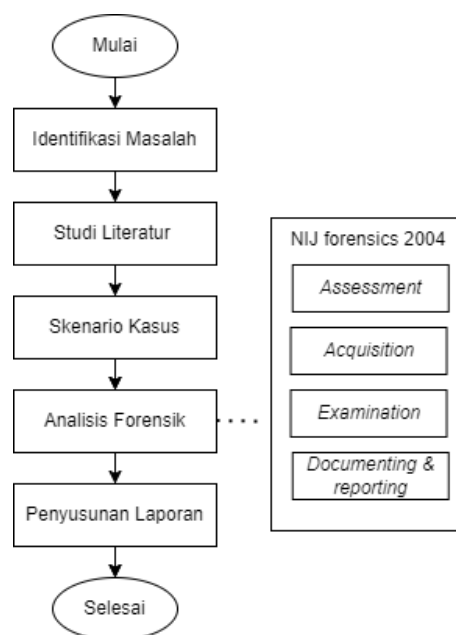 Mulai
Identifikasi Masalah
Studi Literatur
Skenario Kasus
Analisis Forensik
Penyusunan Laporan
Selesai
NIJ forensics 2004
Assessment
Acquisition
Examination
Documenting &
reporting